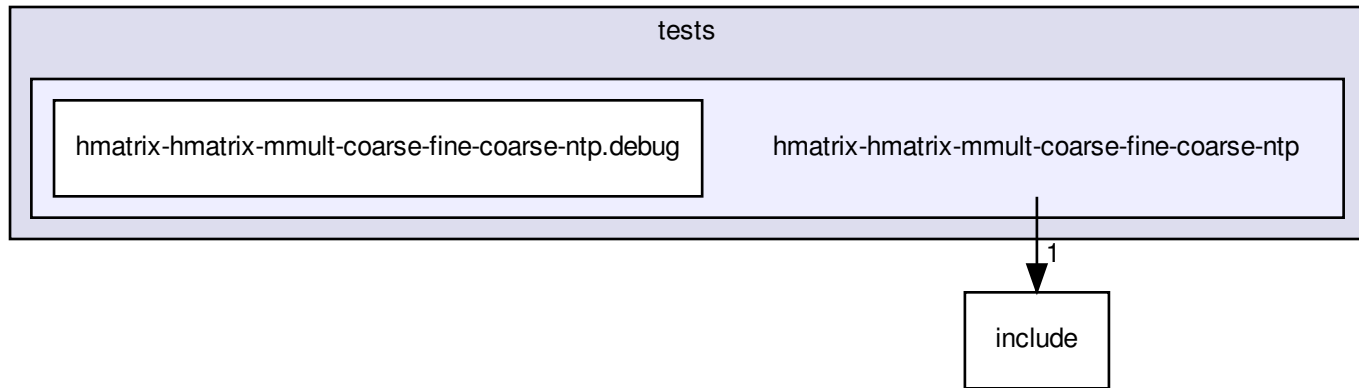 tests
hmatrix-hmatrix-mmult-coarse-fine-coarse-ntp.debug
hmatrix-hmatrix-mmult-coarse-fine-coarse-ntp
1
include